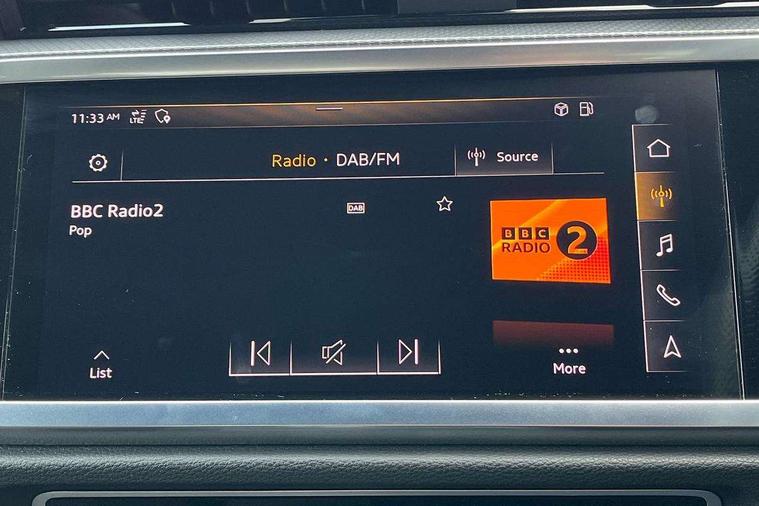 11:33 AM LTE
Radio · DAB/FM
Source
BBC Radio2
DAB
Pop
BBC
RADIO 2
List
More